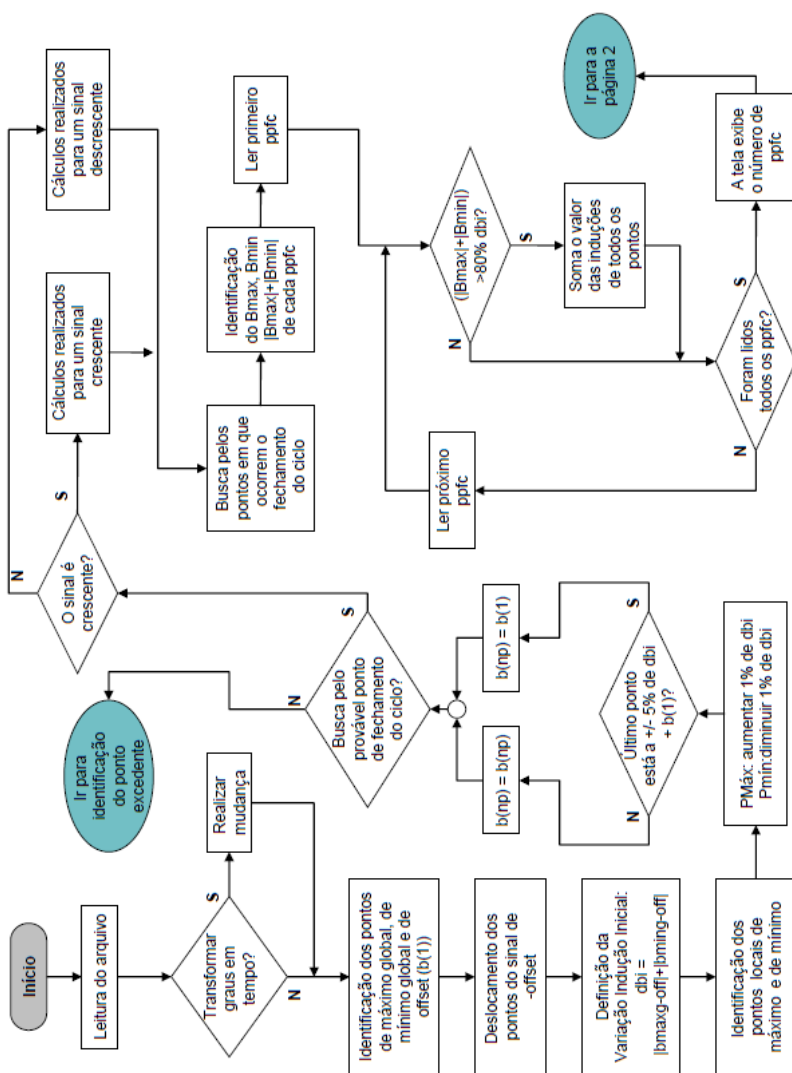 Início
Leitura do arquivo
Transformar
graus em
tempo?
S
N
Realizar
mudança
Identificação dos pontos
de máximo global, de
mínimo global e de
offset (b(1))
Deslocamento dos
pontos do sinal de
-offset
Definição da
Variação Indução Inicial:
dbi =
|bmaxg-off|+|bming-off|
Identificação dos
pontos locais de
máximo e de mínimo
PMáx: aumentar 1% de dbi
Pmín:diminuir 1% de dbi
Último ponto
está a +/- 5% de dbi
+ b(1)?
N
S
b(np) = b(np)
b(np) = b(1)
Busca pelo
provável ponto
de fechamento
do ciclo?
N
S
Ir para
identificação
do ponto
excedente
O sinal é
crescente?
N
S
Cálculos realizados
para um sinal
crescente
Cálculos realizados
para um sinal
descrescente
Busca pelos
pontos em que
ocorrem o
fechamento
do ciclo
Identificação
do Bmax, Bmin
|Bmax|+|Bmin|
de cada ppfc
Ler primeiro
ppfc
(|Bmax|+|Bmin|)
>80% dbi?
N
S
Soma o valor
das induções
de todos os
pontos
Foram lidos
todos os ppfc?
N
S
Ler próximo
ppfc
A tela exibe
o número de
ppfc
Ir para a
página 2